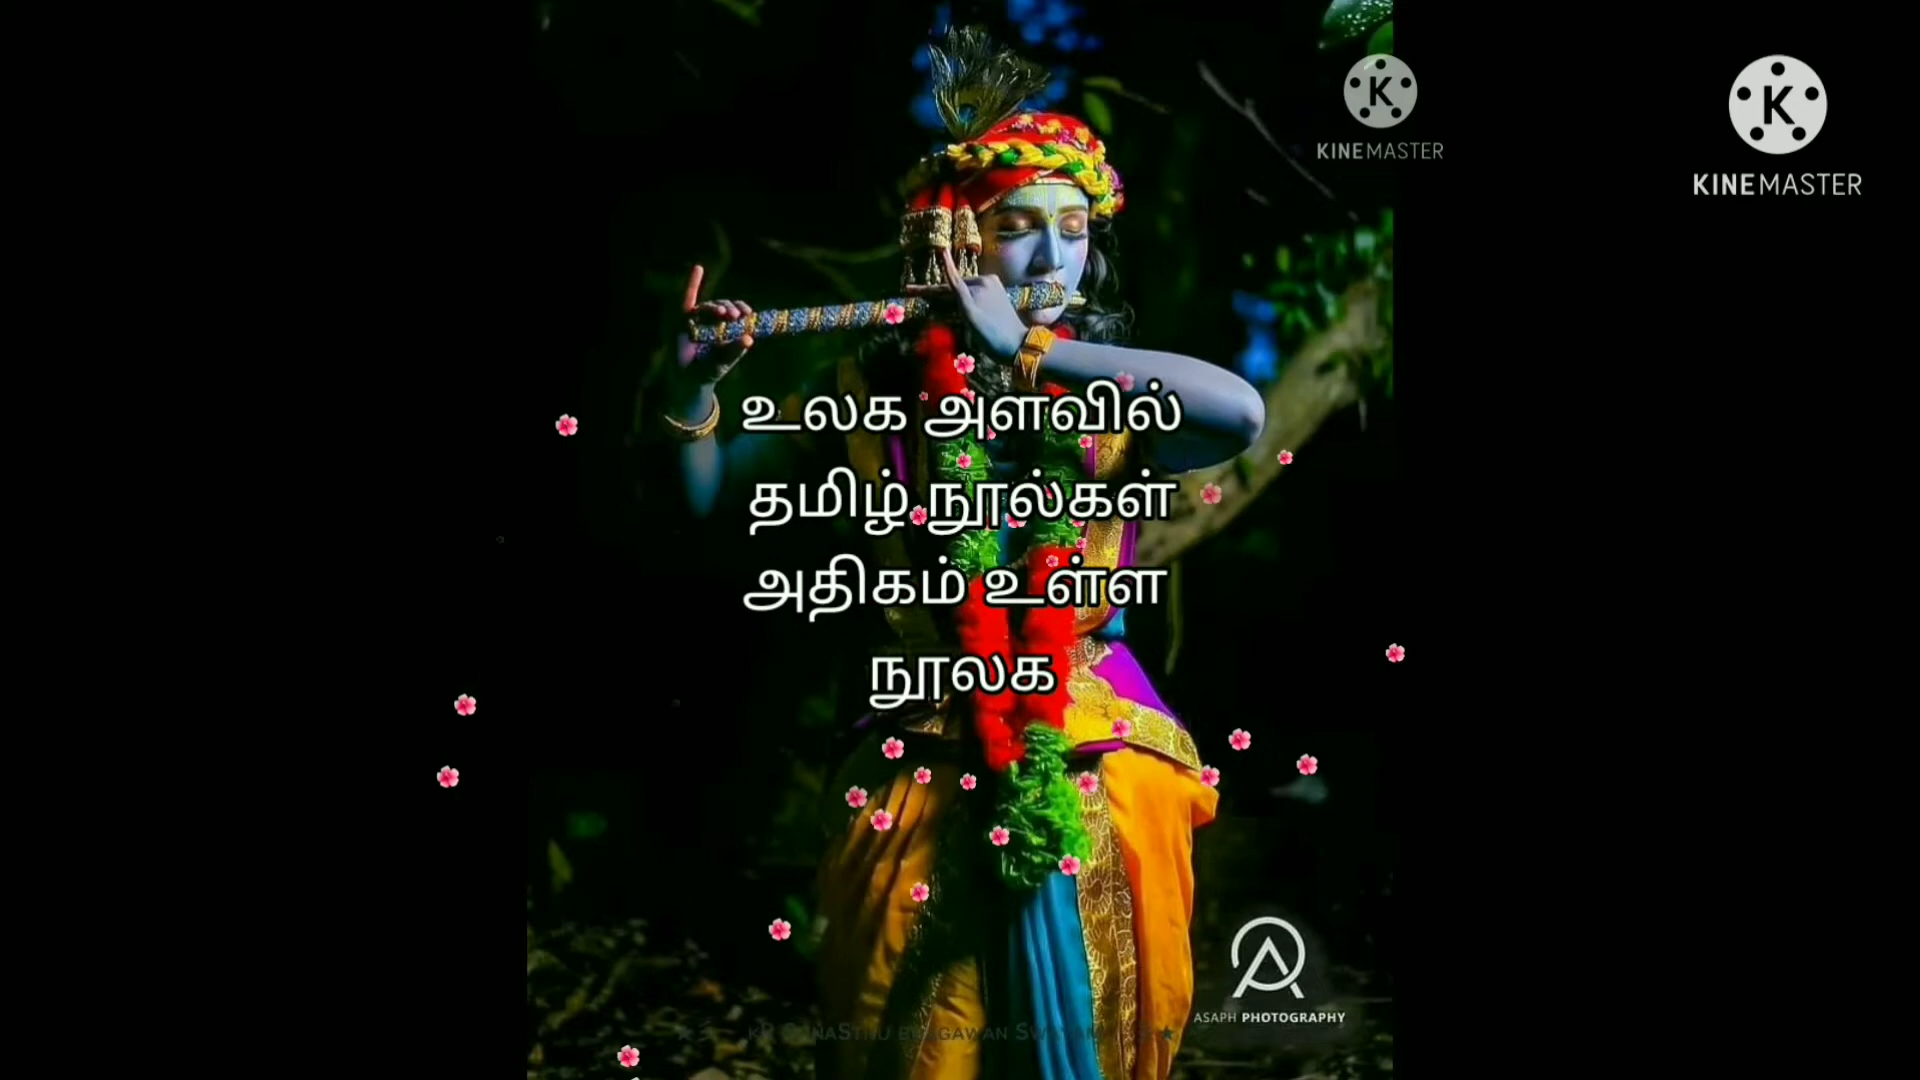 KINEMASTER
KINEMASTER
உலக அளவில்
தமிழ் நூல்கள்
அதிகம் உள்ள
நூலக
ASAPH PHOTOGRAPHY